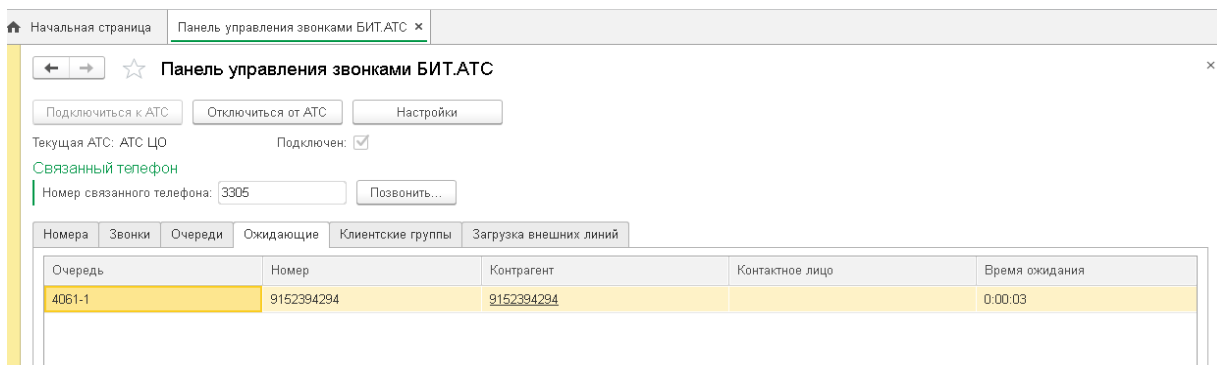 Начальная страница Панель управления звонками БИТ.АТС ×
Панель управления звонками БИТ.АТС
Подключиться к АТС Отключиться от АТС Настройки
Текущая АТС: АТС ЦО Подключен:
Связанный телефон
Номер связанного телефона: 3305 Позвонить...
Номера Звонки Очереди Ожидающие Клиентские группы Загрузка внешних линий
Очередь Номер Контрагент Контактное лицо Время ожидания
4061-1 9152394294 9152394294 0:00:03